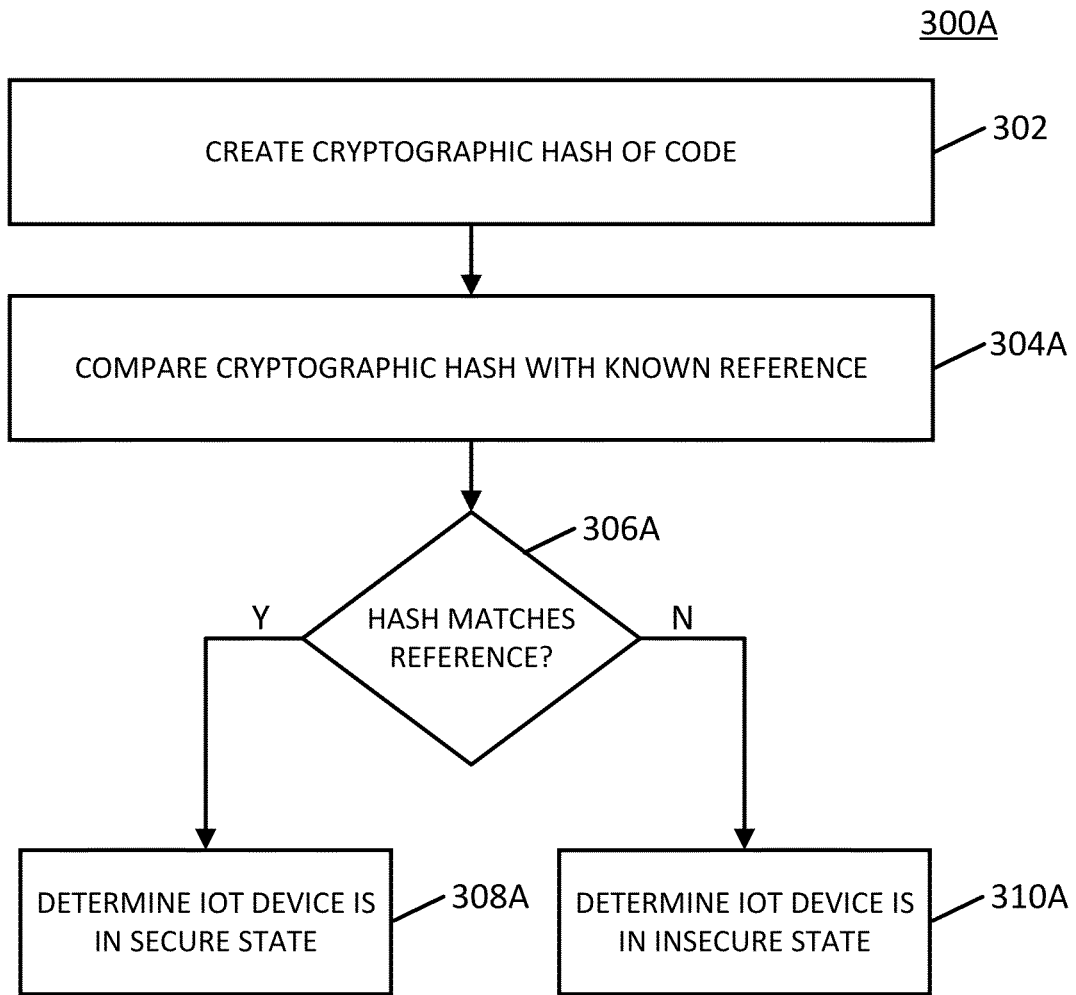 300A
CREATE CRYPTOGRAPHIC HASH OF CODE
302
COMPARE CRYPTOGRAPHIC HASH WITH KNOWN REFERENCE
304A
306A
HASH MATCHES
REFERENCE?
Y
N
DETERMINE IOT DEVICE IS
IN SECURE STATE
308A
DETERMINE IOT DEVICE IS
IN INSECURE STATE
310A